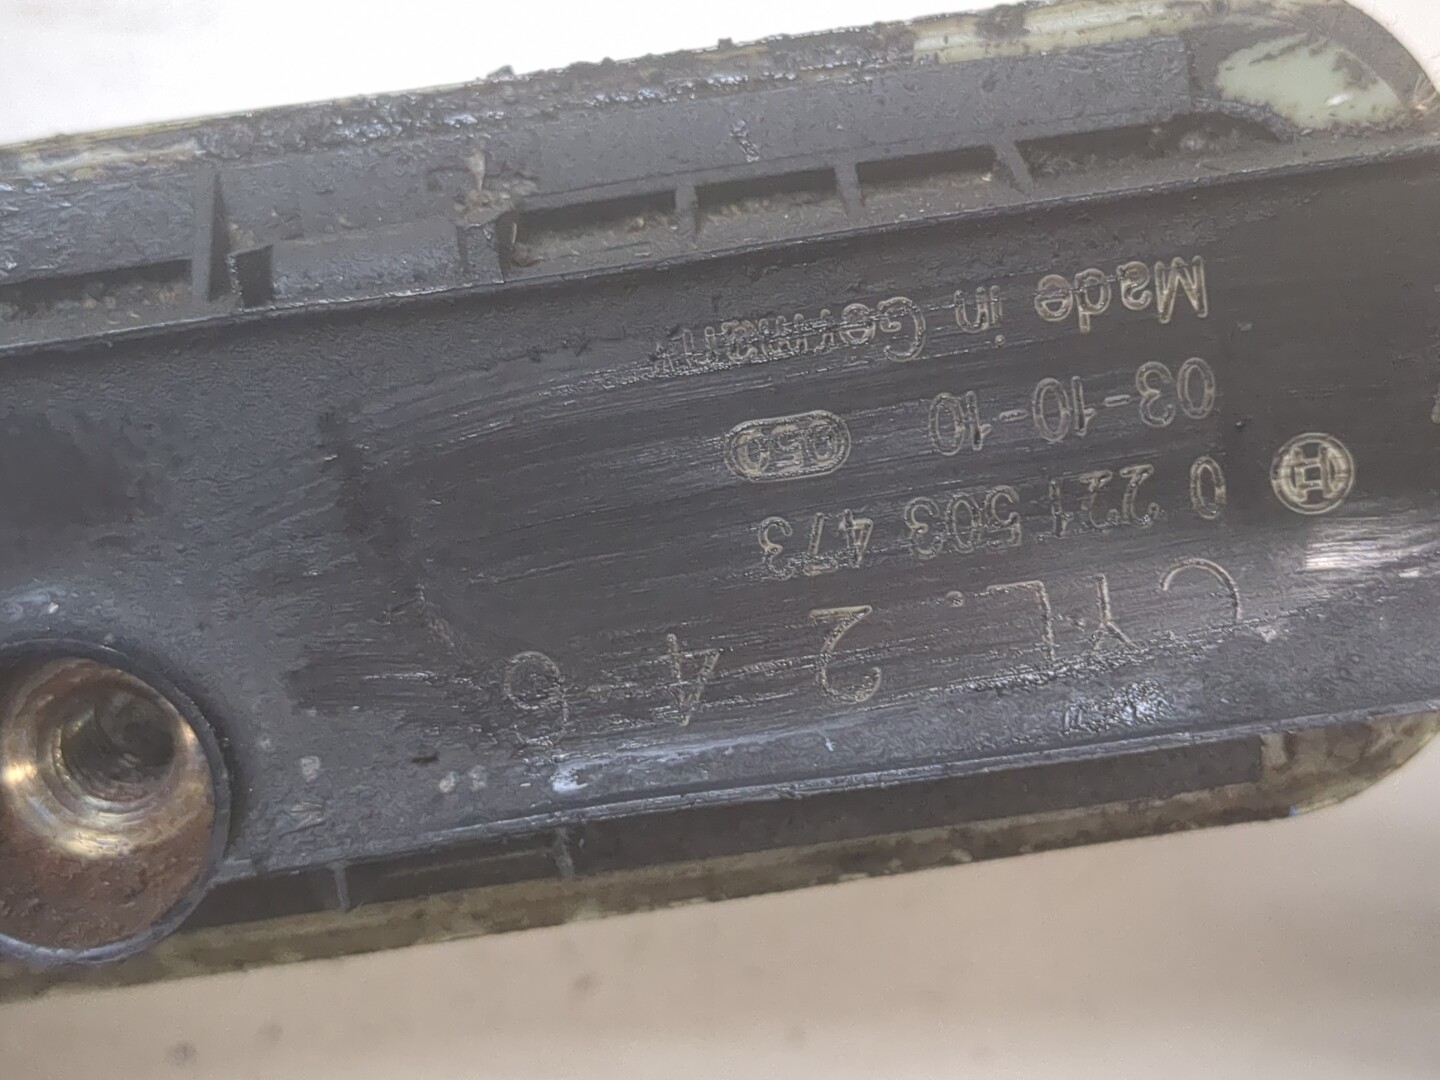 CYL. 2-4-6
0 221 503 473
03-10-10 050
Made in Germany